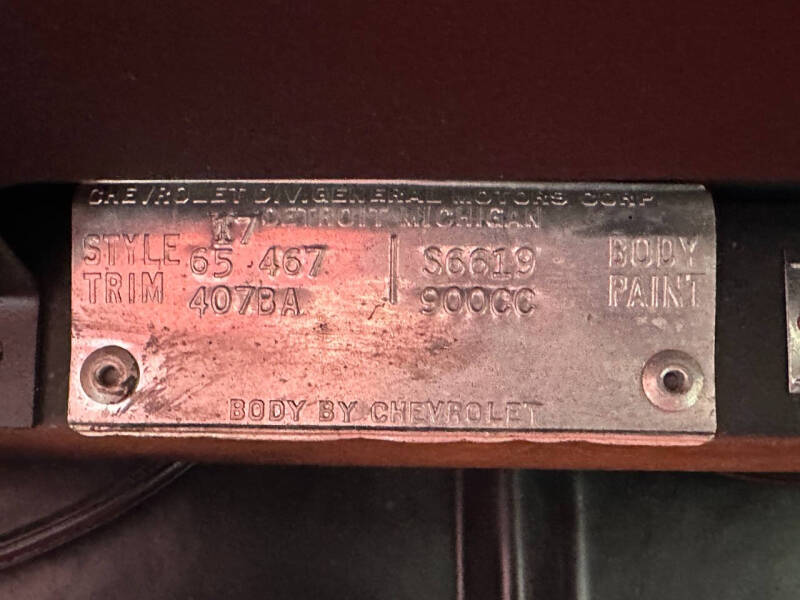 CHEVROLET DIV. GENERAL MOTORS CORP
DETROIT MICHIGAN
STYLE 65 467 S6619 BODY
TRIM 407BA 900CC PAINT
BODY BY CHEVROLET